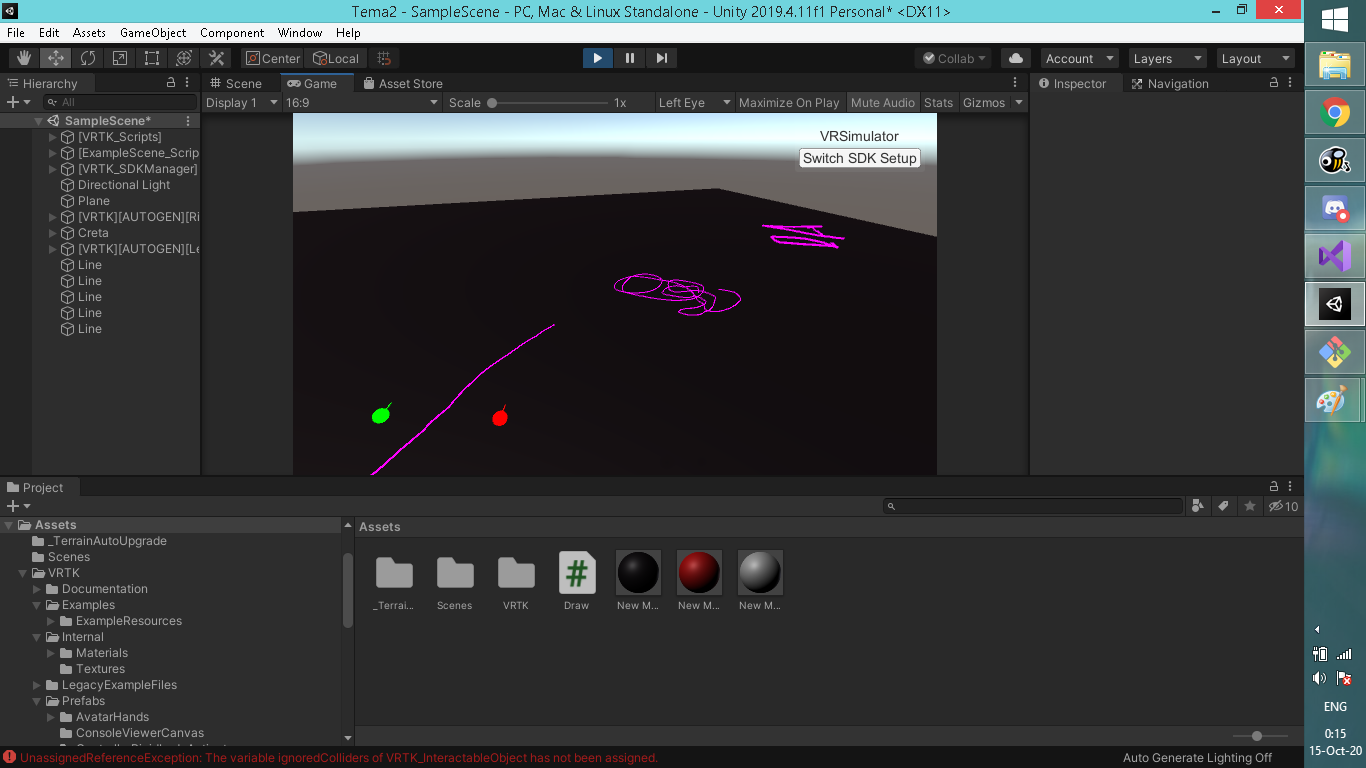 Tema2 - SampleScene - PC, Mac & Linux Standalone - Unity 2019.4.11f1 Personal* <DX11>
File Edit Assets GameObject Component Window Help
Center Local Collab Account Layers Layout
Hierarchy Scene Game Asset Store Inspector Navigation
All Display 1 16:9 Scale 1x Left Eye Maximize On Play Mute Audio Stats Gizmos
SampleScene*
[VRTK_Scripts]
[ExampleScene_Scrip
[VRTK_SDKManager]
Directional Light
Plane
[VRTK][AUTOGEN][Ri
Creta
[VRTK][AUTOGEN][Le
Line
Line
Line
Line
Line
VRSimulator
Switch SDK Setup
Project
10
Assets
_TerrainAutoUpgrade
Scenes
VRTK
Documentation
Examples
ExampleResources
Internal
Materials
Textures
LegacyExampleFiles
Prefabs
AvatarHands
ConsoleViewerCanvas
Assets
_Terrai... Scenes VRTK Draw New M... New M... New M...
UnassignedReferenceException: The variable ignoredColliders of VRTK_InteractableObject has not been assigned.
Auto Generate Lighting Off
ENG
0:15
15-Oct-20